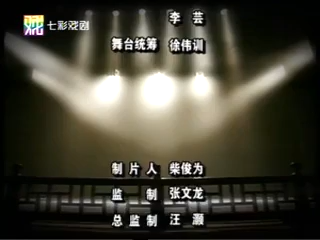 李芸
七彩戏剧
舞台统筹 徐伟训
制片人 柴俊为
监制 张文龙
总监制 汪灏